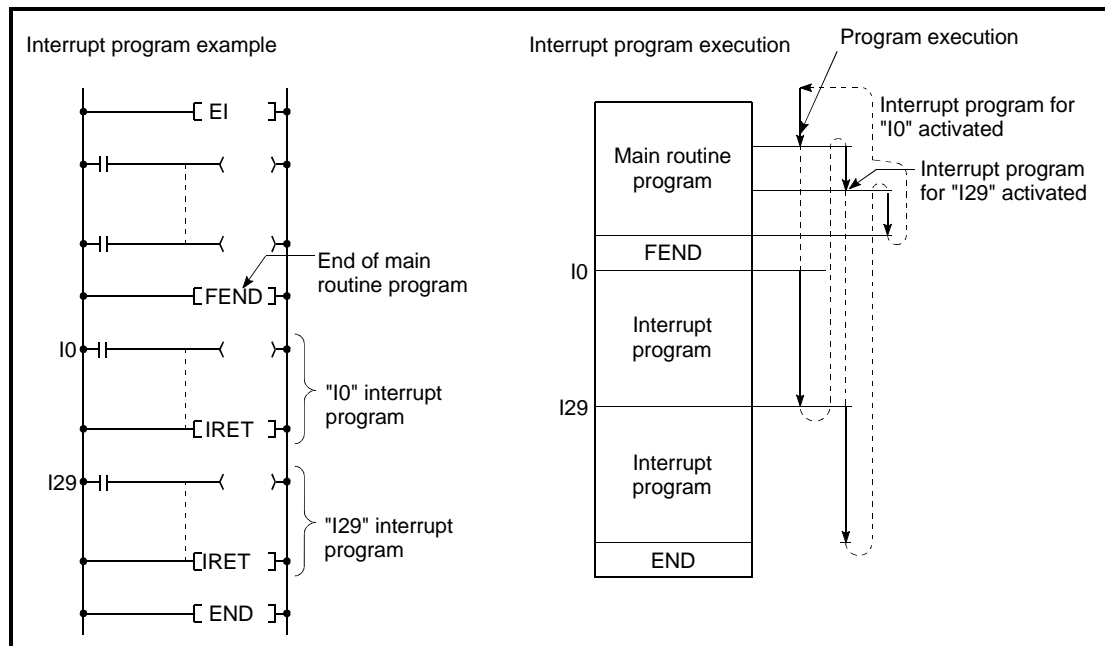 Interrupt program example
EI
End of main
routine program
FEND
I0
"I0" interrupt
program
IRET
I29
"I29" interrupt
program
IRET
END
Interrupt program execution
Program execution
Interrupt program for
"I0" activated
Main routine
program
Interrupt program
for "I29" activated
FEND
I0
Interrupt
program
I29
Interrupt
program
END